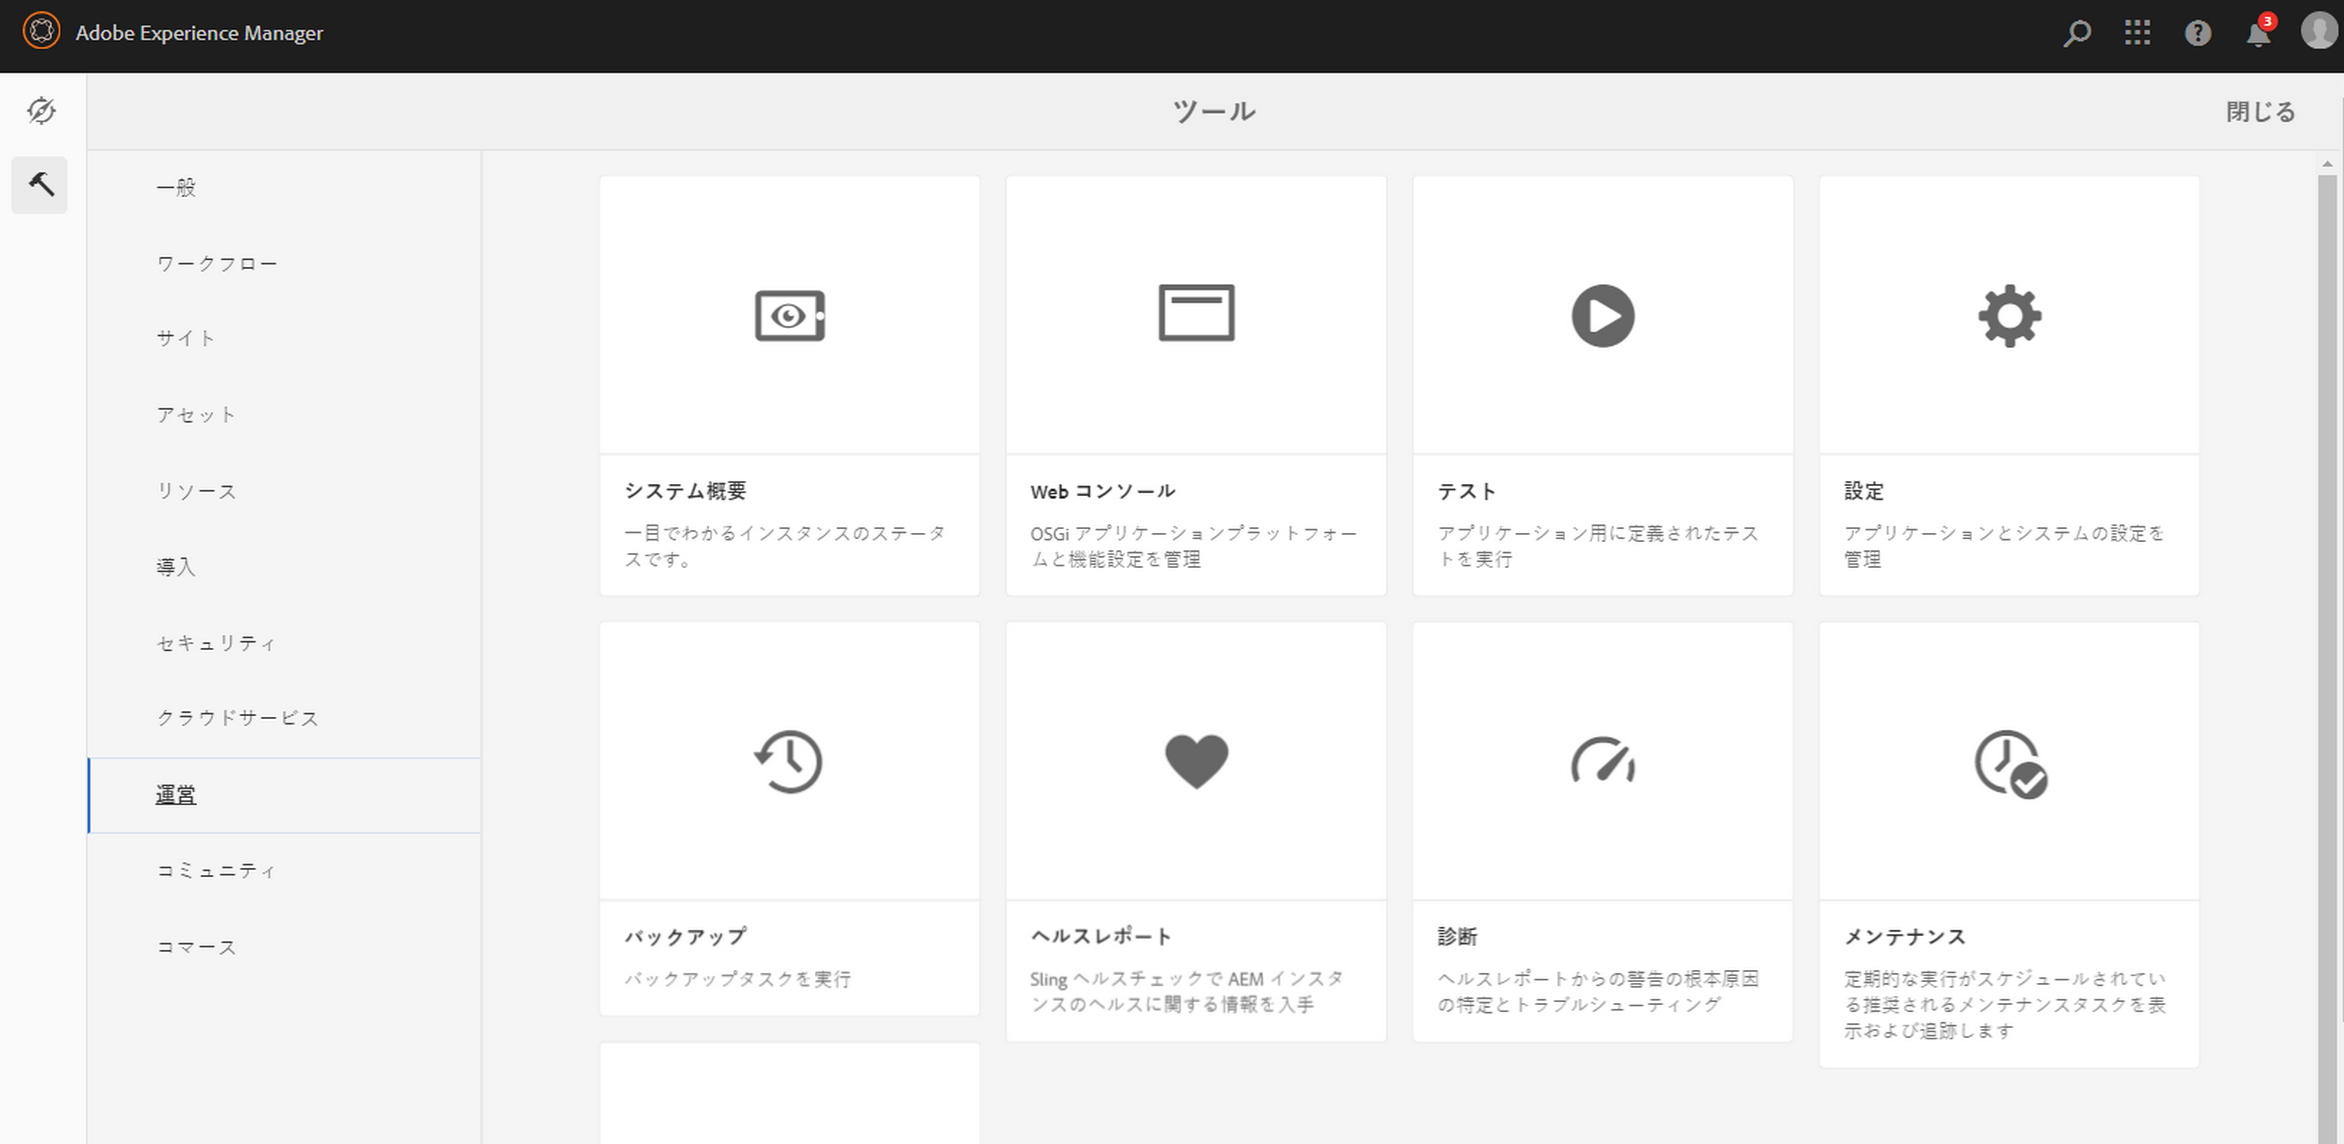 Adobe Experience Manager
3
ツール
閉じる
一般
ワークフロー
サイト
アセット
リソース
導入
セキュリティ
クラウドサービス
運営
コミュニティ
コマース
システム概要
一目でわかるインスタンスのステータ
スです。
Web コンソール
OSGi アプリケーションプラットフォー
ムと機能設定を管理
テスト
アプリケーション用に定義されたテス
トを実行
設定
アプリケーションとシステムの設定を
管理
バックアップ
バックアップタスクを実行
ヘルスレポート
Sling ヘルスチェックで AEM インスタ
ンスのヘルスに関する情報を入手
診断
ヘルスレポートからの警告の根本原因
の特定とトラブルシューティング
メンテナンス
定期的な実行がスケジュールされてい
る推奨されるメンテナンスタスクを表
示および追跡します